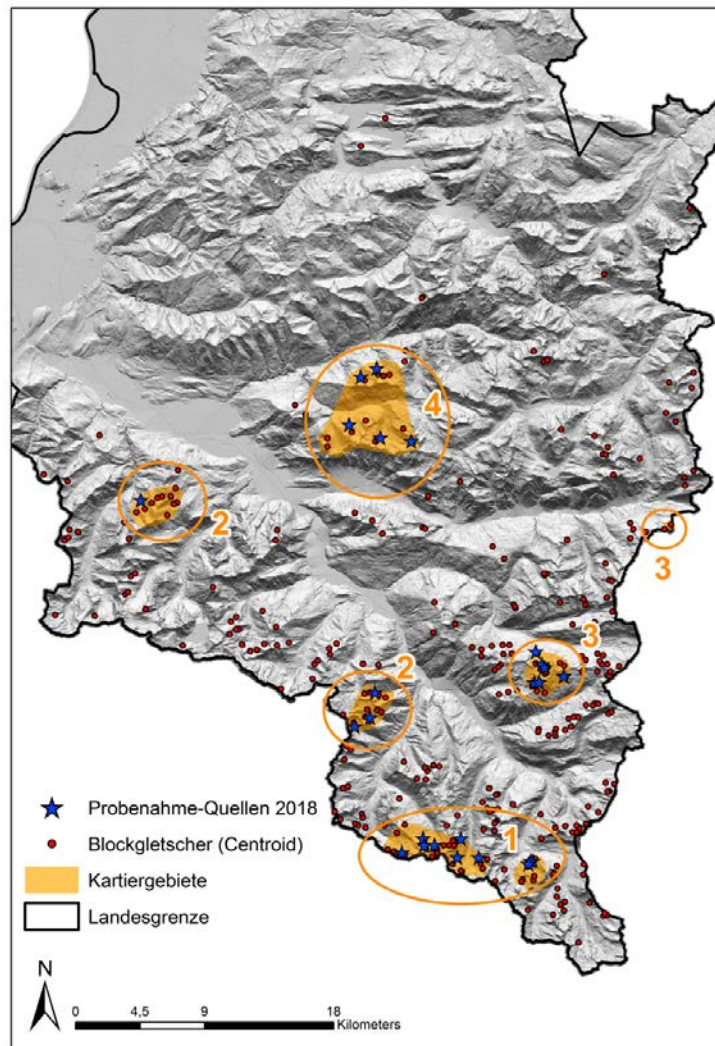 4
2
3
3
2
1
Probenahme-Quellen 2018
Blockgletscher (Centroid)
Kartiergebiete
Landesgrenze
N
0 4,5 9 18
Kilometers